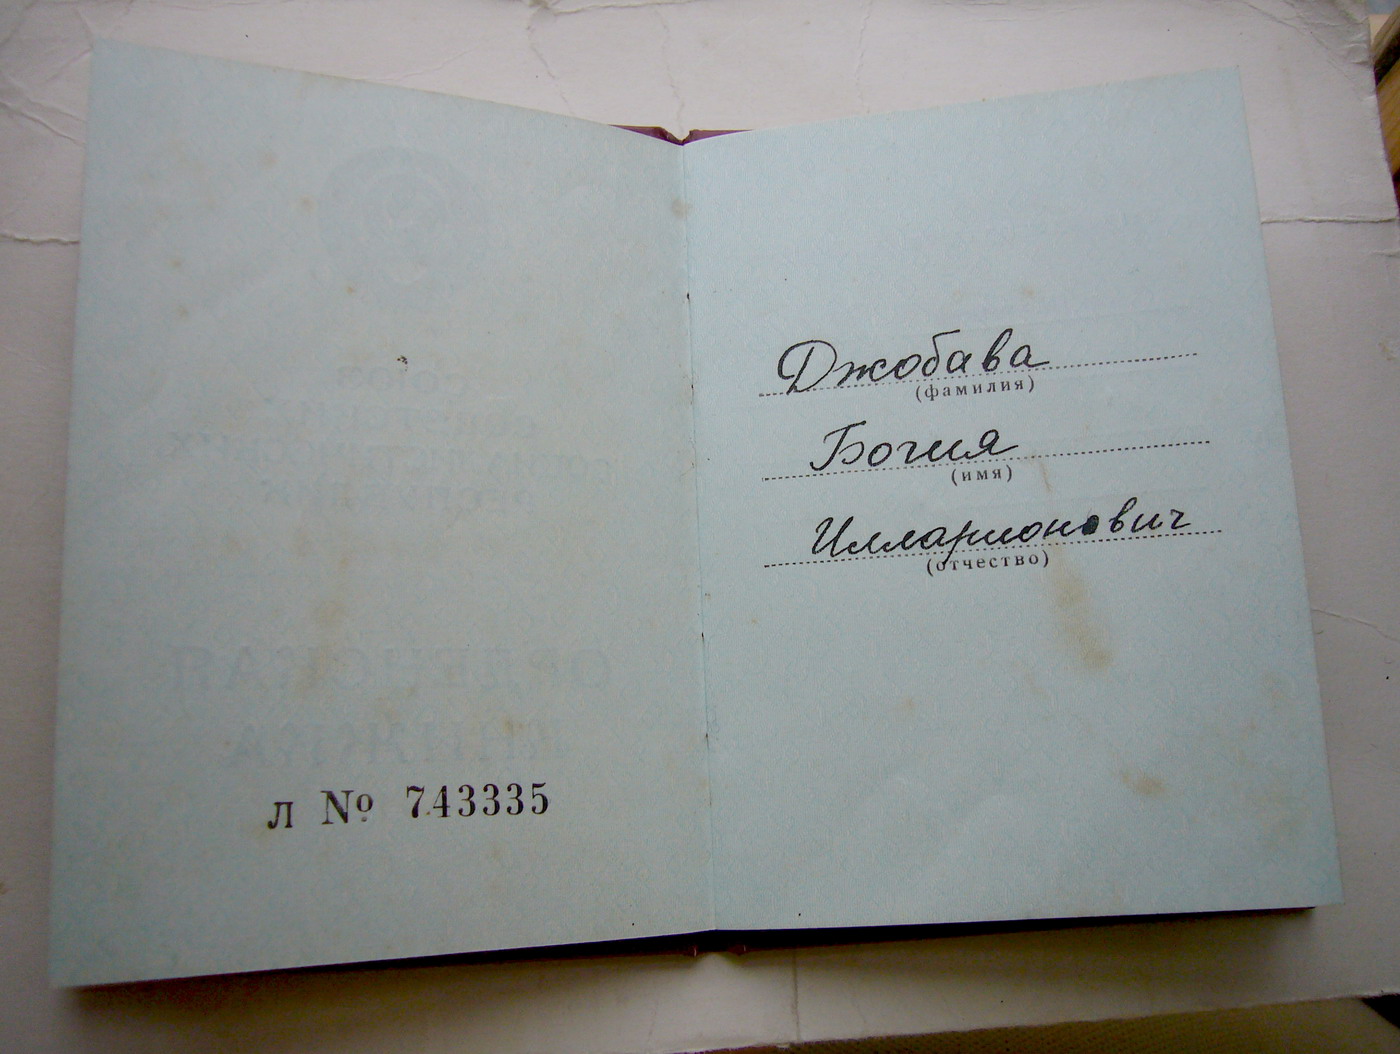 л № 743335
Джобава
(фамилия)
Богия
(имя)
Илларионович
(отчество)